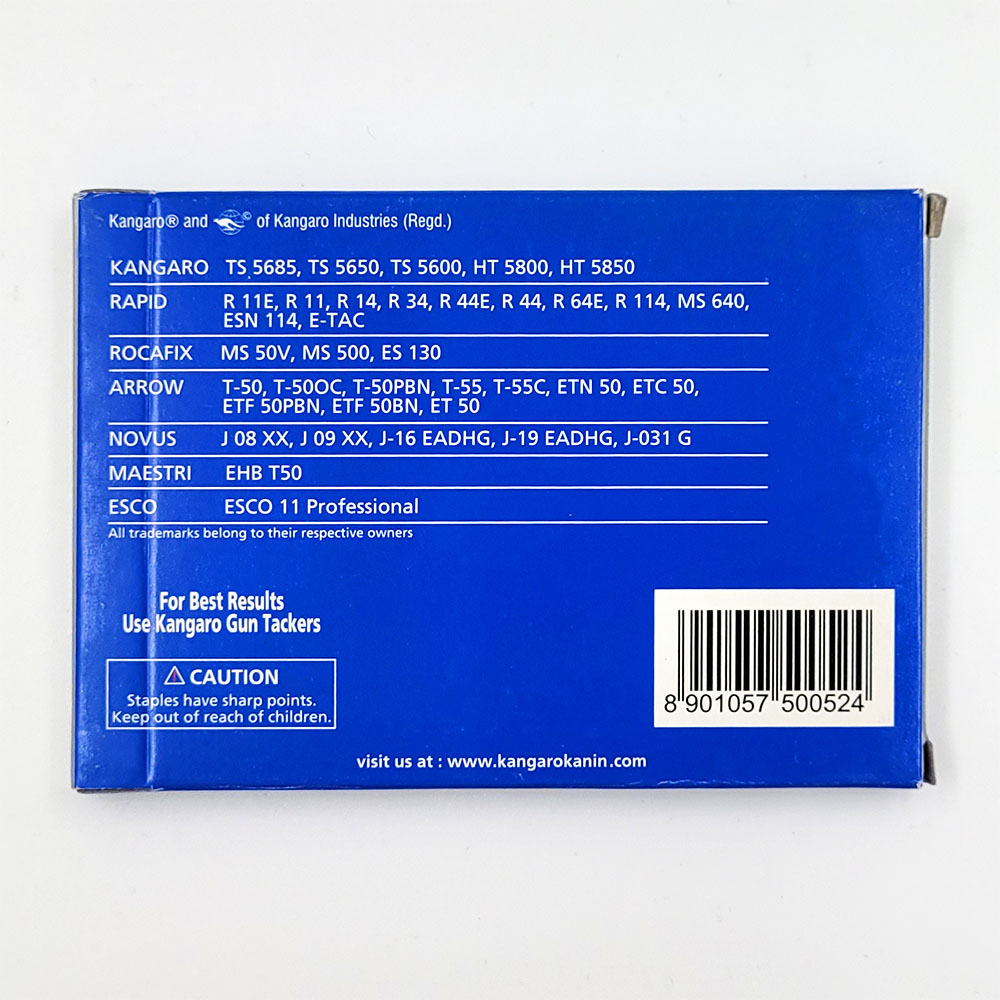 Kangaro® and © of Kangaro Industries (Regd.)
KANGARO TS 5685, TS 5650, TS 5600, HT 5800, HT 5850
RAPID R 11E, R 11, R 14, R 34, R 44E, R 44, R 64E, R 114, MS 640,
ESN 114, E-TAC
ROCAFIX MS 50V, MS 500, ES 130
ARROW T-50, T-50OC, T-50PBN, T-55, T-55C, ETN 50, ETC 50,
ETF 50PBN, ETF 50BN, ET 50
NOVUS J 08 XX, J 09 XX, J-16 EADHG, J-19 EADHG, J-031 G
MAESTRI EHB T50
ESCO ESCO 11 Professional
All trademarks belong to their respective owners
For Best Results
Use Kangaro Gun Tackers
CAUTION
Staples have sharp points.
Keep out of reach of children.
8 901057 500524
visit us at : www.kangarokanin.com